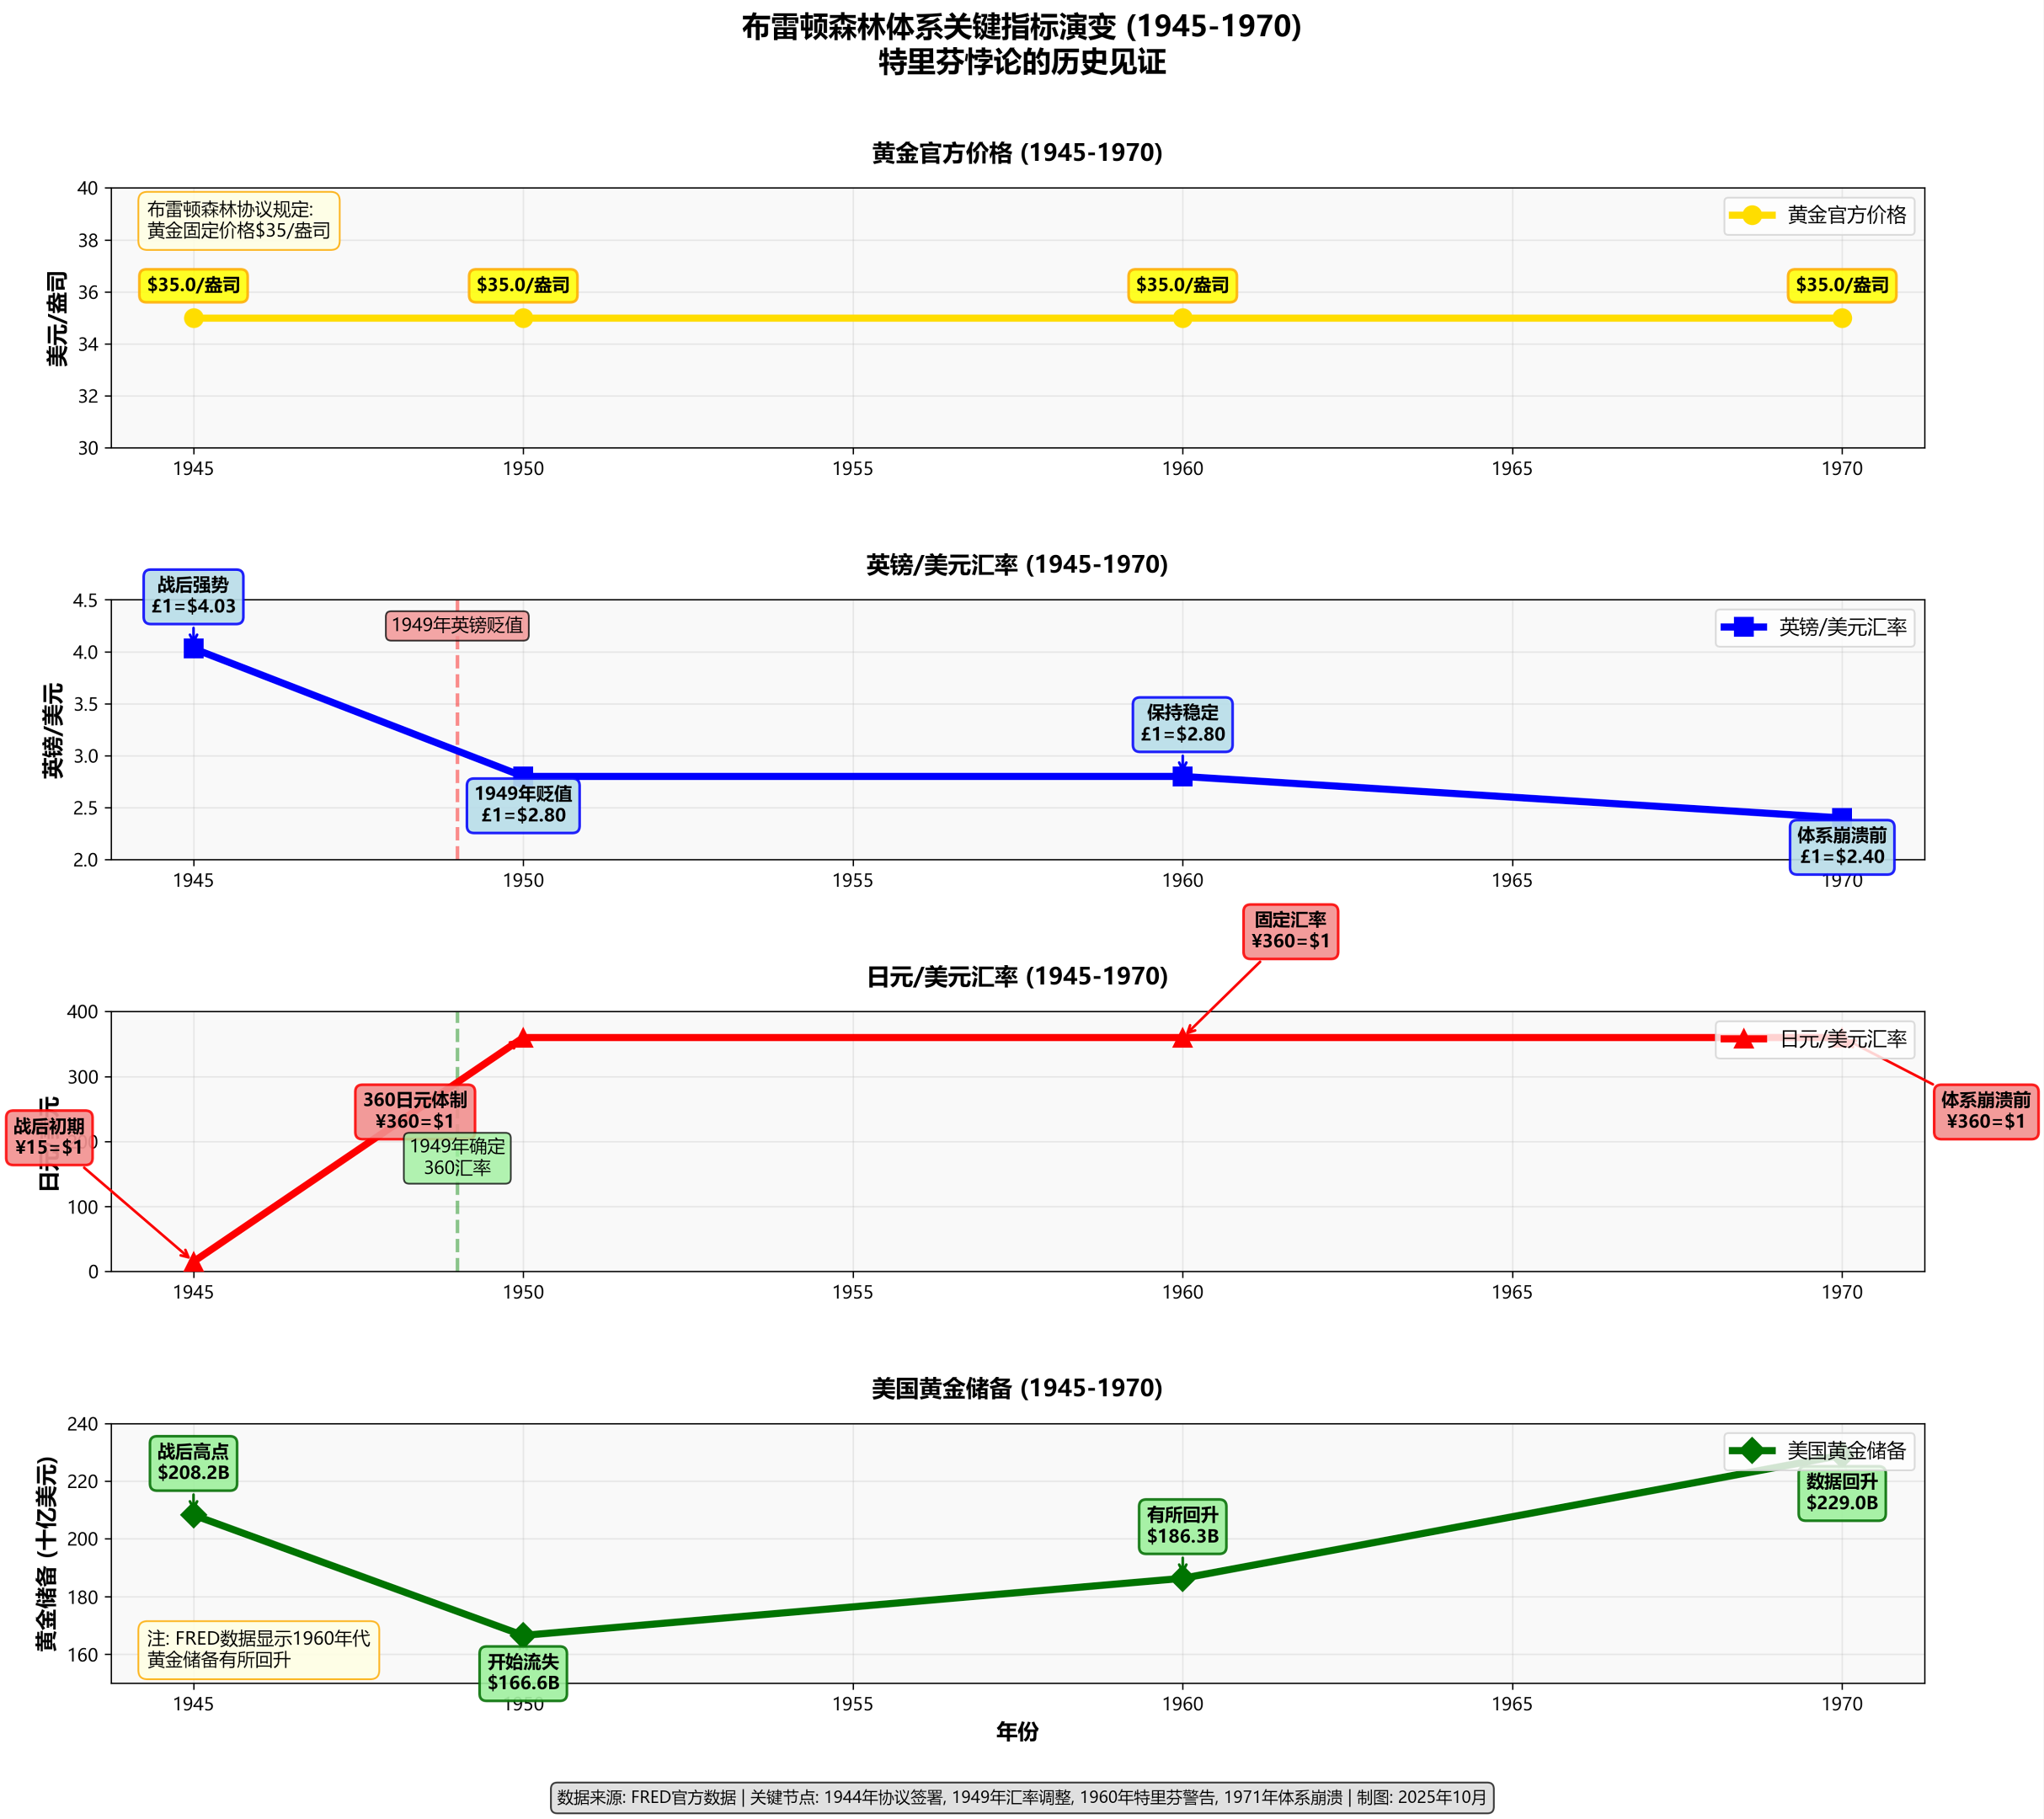 布雷顿森林体系关键指标演变 (1945-1970)
特里芬悖论的历史见证
黄金官方价格 (1945-1970)
美元/盎司
40
38
36
34
32
30
布雷顿森林协议规定:
黄金固定价格$35/盎司
黄金官方价格
$35.0/盎司
$35.0/盎司
$35.0/盎司
$35.0/盎司
1945
1950
1955
1960
1965
1970
英镑/美元汇率 (1945-1970)
英镑/美元
4.5
4.0
3.5
3.0
2.5
2.0
战后强势
£1=$4.03
1949年英镑贬值
英镑/美元汇率
1949年贬值
£1=$2.80
保持稳定
£1=$2.80
体系崩溃前
£1=$2.40
1945
1950
1955
1960
1965
1970
日元/美元汇率 (1945-1970)
400
300
100
0
固定汇率
¥360=$1
日元/美元汇率
战后初期
¥15=$1
360日元体制
¥360=$1
1949年确定
360汇率
体系崩溃前
¥360=$1
1945
1950
1955
1960
1965
1970
美国黄金储备 (1945-1970)
黄金储备 (十亿美元)
240
220
200
180
160
战后高点
$208.2B
美国黄金储备
数据回升
$229.0B
有所回升
$186.3B
注: FRED数据显示1960年代
黄金储备有所回升
开始流失
$166.6B
1945
1950
1955
1960
1965
1970
年份
数据来源: FRED官方数据 | 关键节点: 1944年协议签署, 1949年汇率调整, 1960年特里芬警告, 1971年体系崩溃 | 制图: 2025年10月